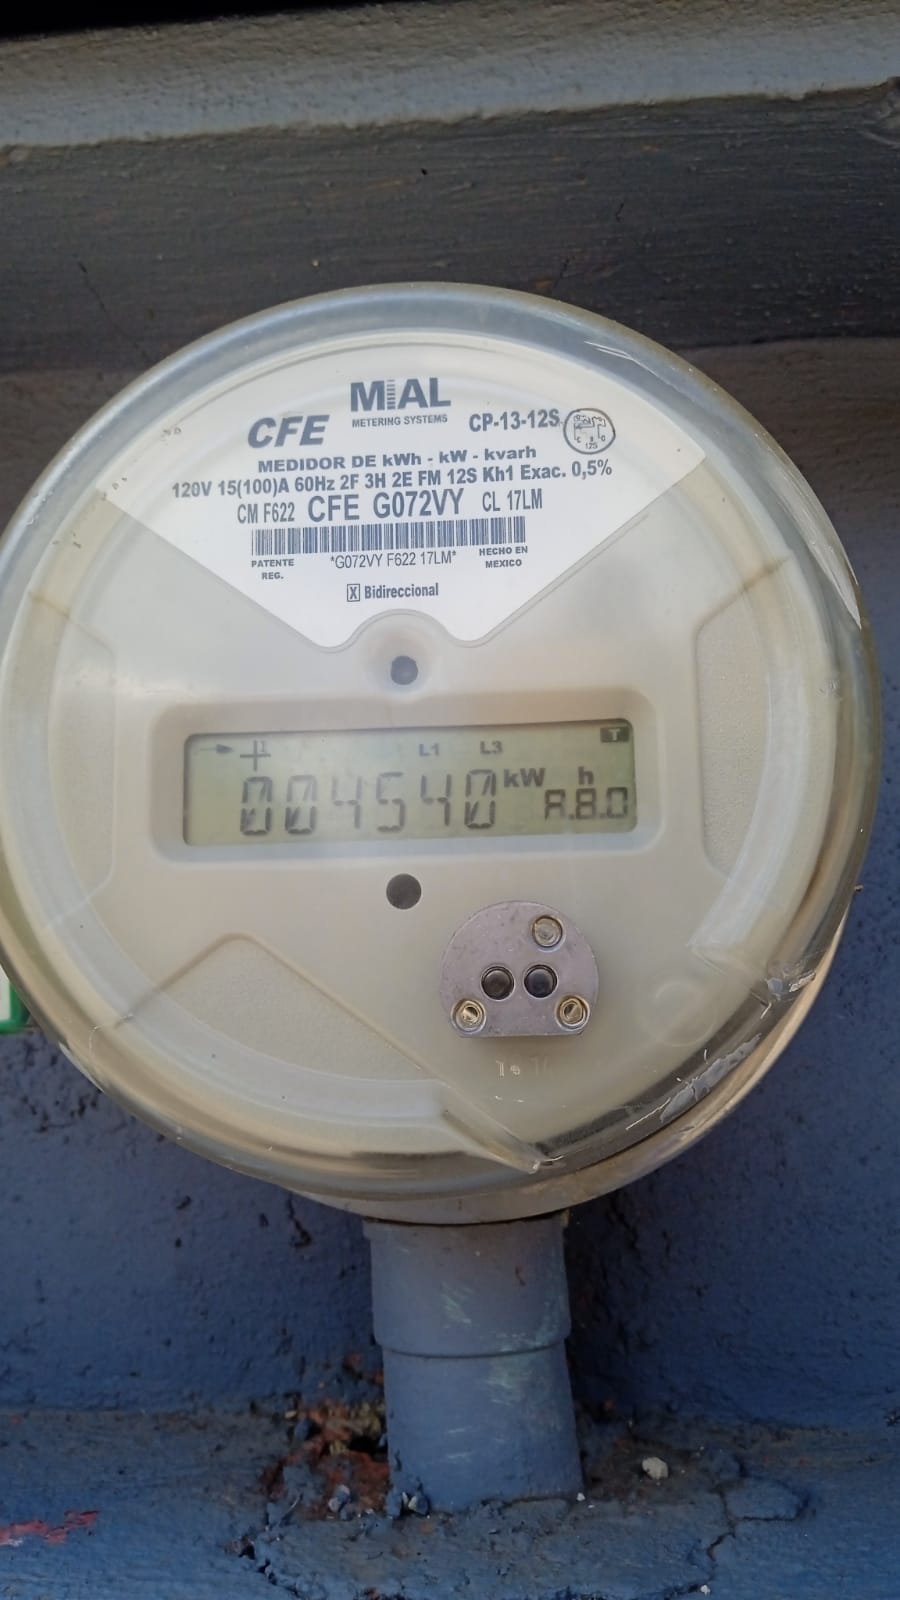 MIAL
METERING SYSTEMS
CFE
CP-13-12S
12S
MEDIDOR DE kWh - kW - kvarh
120V 15(100)A 60Hz 2F 3H 2E FM 12S Kh1 Exac. 0,5%
CM F622 CFE G072VY CL 17LM
PATENTE REG.
*G072VY F622 17LM*
HECHO EN MEXICO
X Bidireccional
L1 L3 T
004540 kW h
A.8.0